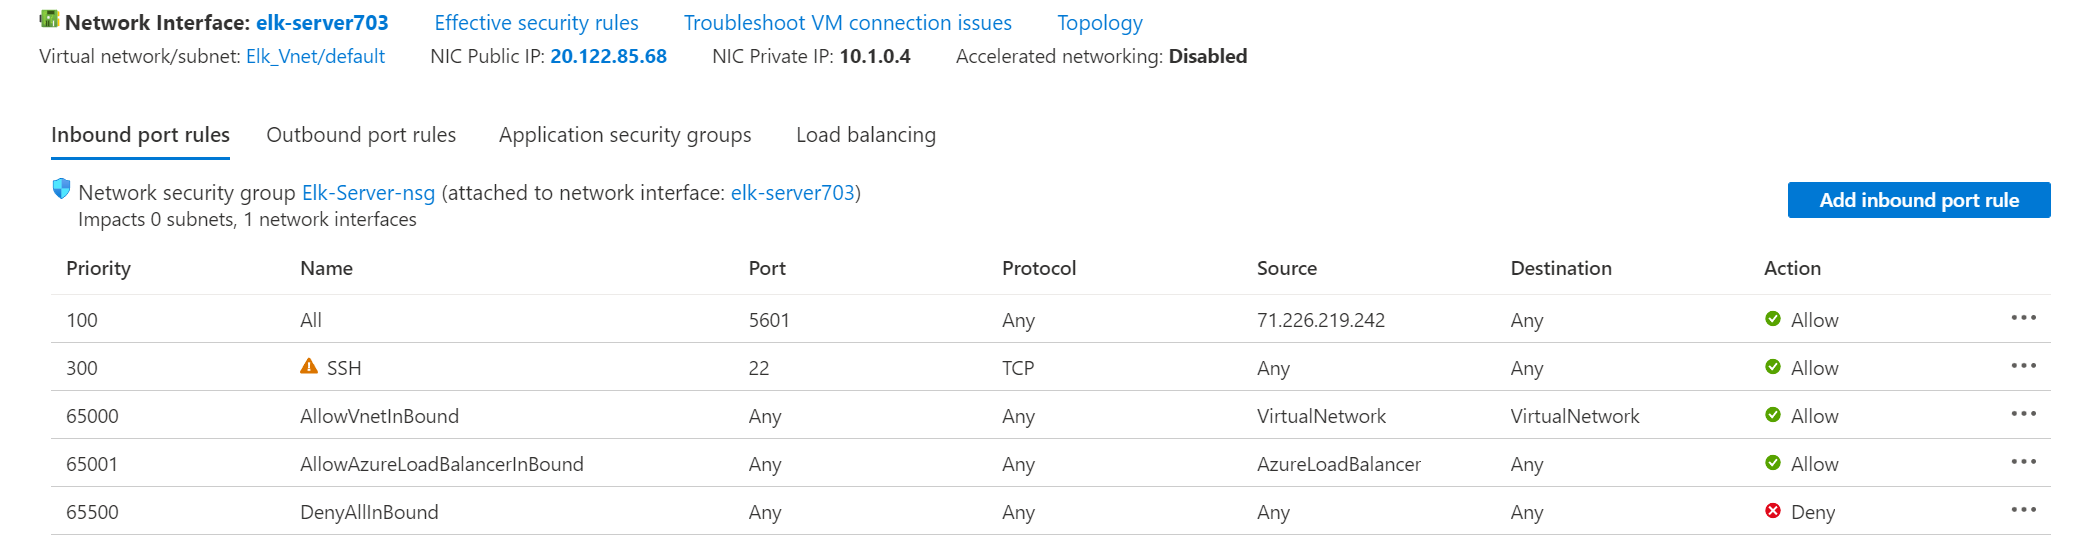 Network Interface: elk-server703 Effective security rules Troubleshoot VM connection issues Topology
Virtual network/subnet: Elk_Vnet/default NIC Public IP: 20.122.85.68 NIC Private IP: 10.1.0.4 Accelerated networking: Disabled
Inbound port rules Outbound port rules Application security groups Load balancing
Network security group Elk-Server-nsg (attached to network interface: elk-server703)
Impacts 0 subnets, 1 network interfaces
Add inbound port rule
Priority Name Port Protocol Source Destination Action
100 All 5601 Any 71.226.219.242 Any Allow
300 SSH 22 TCP Any Any Allow
65000 AllowVnetInBound Any Any VirtualNetwork VirtualNetwork Allow
65001 AllowAzureLoadBalancerInBound Any Any AzureLoadBalancer Any Allow
65500 DenyAllInBound Any Any Any Any Deny